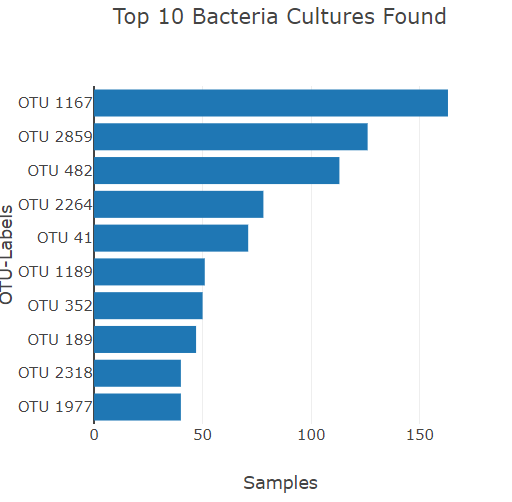 Top 10 Bacteria Cultures Found
OTU-Labels
OTU 1167
OTU 2859
OTU 482
OTU 2264
OTU 41
OTU 1189
OTU 352
OTU 189
OTU 2318
OTU 1977
0 50 100 150
Samples